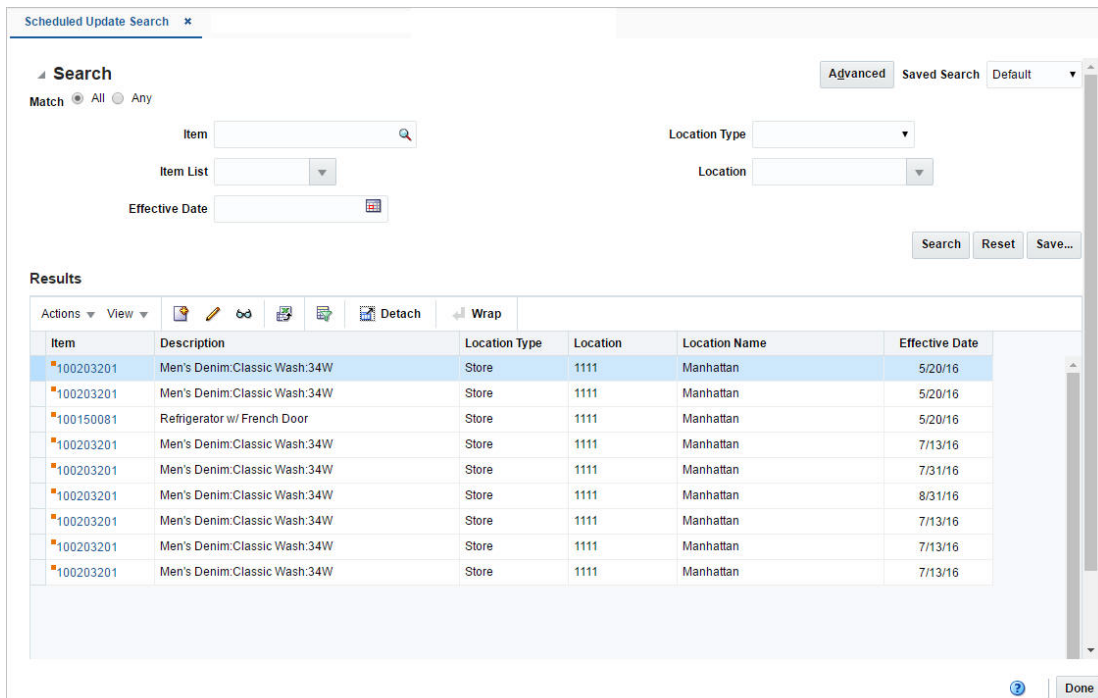 Scheduled Update Search ×
Search
Advanced Saved Search Default
Match All Any
Item Location Type
Item List Location
Effective Date
Search Reset Save...
Results
Actions View Detach Wrap
Item Description Location Type Location Location Name Effective Date
100203201 Men's Denim:Classic Wash:34W Store 1111 Manhattan 5/20/16
100203201 Men's Denim:Classic Wash:34W Store 1111 Manhattan 5/20/16
100150081 Refrigerator w/ French Door Store 1111 Manhattan 5/20/16
100203201 Men's Denim:Classic Wash:34W Store 1111 Manhattan 7/13/16
100203201 Men's Denim:Classic Wash:34W Store 1111 Manhattan 7/31/16
100203201 Men's Denim:Classic Wash:34W Store 1111 Manhattan 8/31/16
100203201 Men's Denim:Classic Wash:34W Store 1111 Manhattan 7/13/16
100203201 Men's Denim:Classic Wash:34W Store 1111 Manhattan 7/13/16
100203201 Men's Denim:Classic Wash:34W Store 1111 Manhattan 7/13/16
? Done